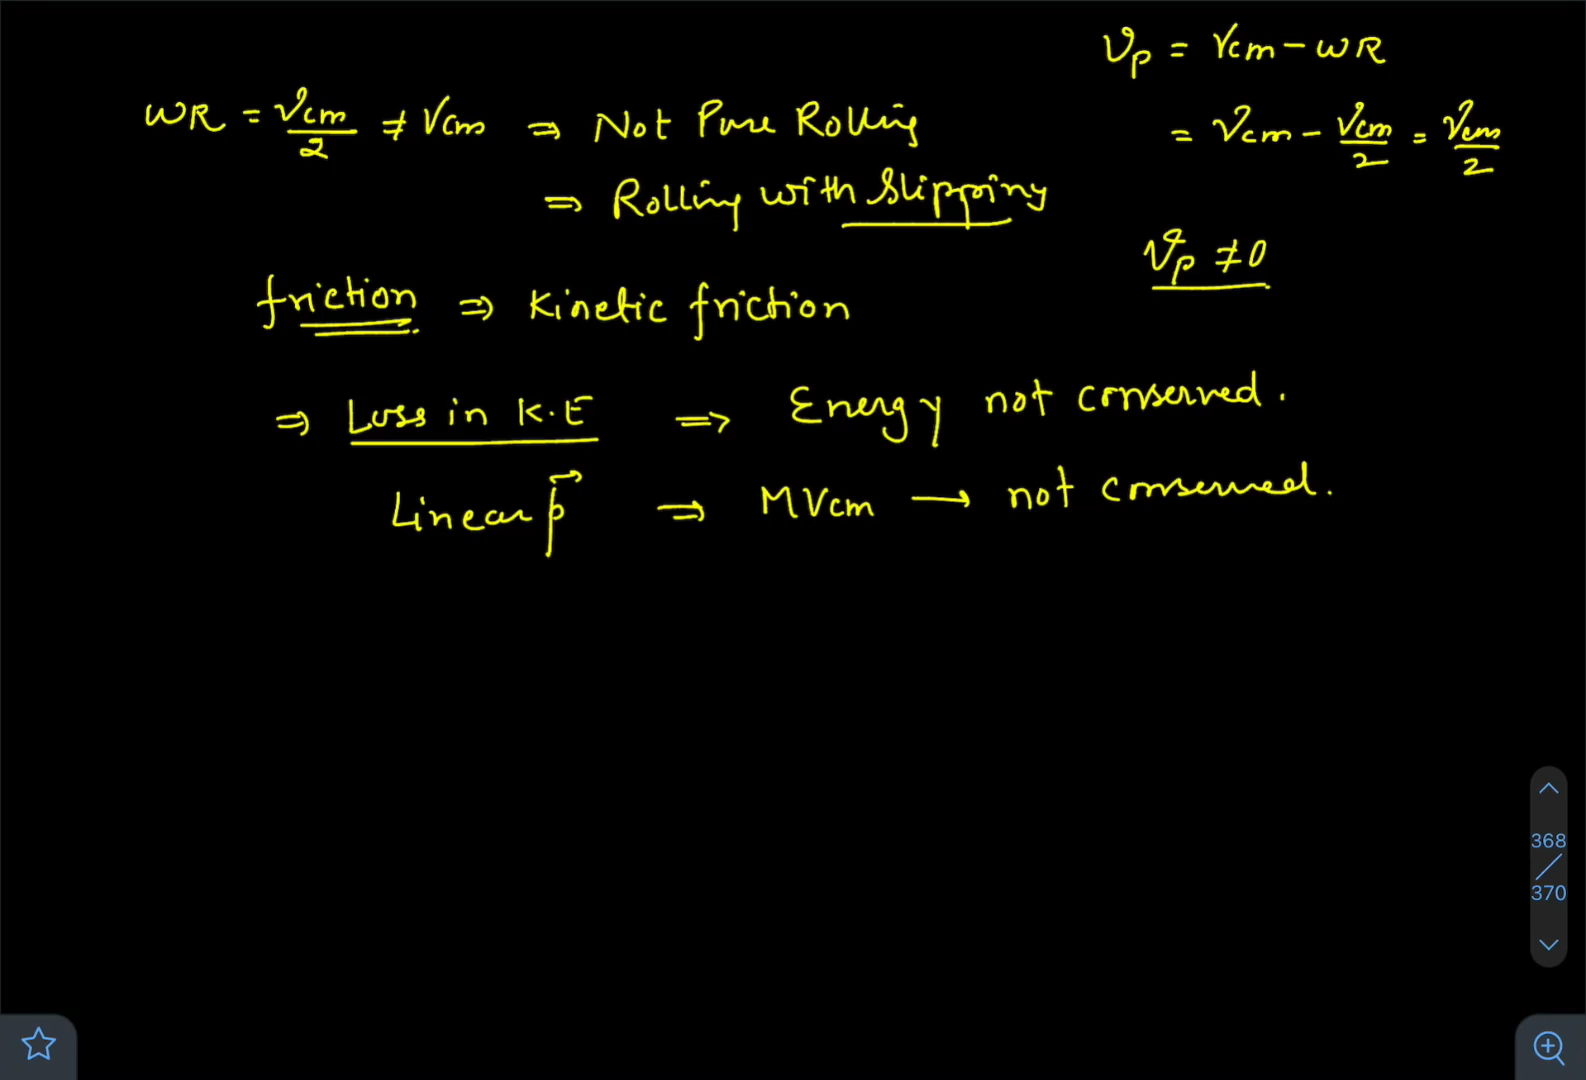 ωR = Vcm/2 ≠ Vcm ⇒ Not Pure Rolling
⇒ Rolling with slipping
Vp = Vcm - ωR
= Vcm - Vcm/2 = Vcm/2
Vp ≠ 0
friction ⇒ kinetic friction
⇒ Loss in K.E ⇒ Energy not conserved.
Linear p⃗ ⇒ MVcm → not conserved.
368
370